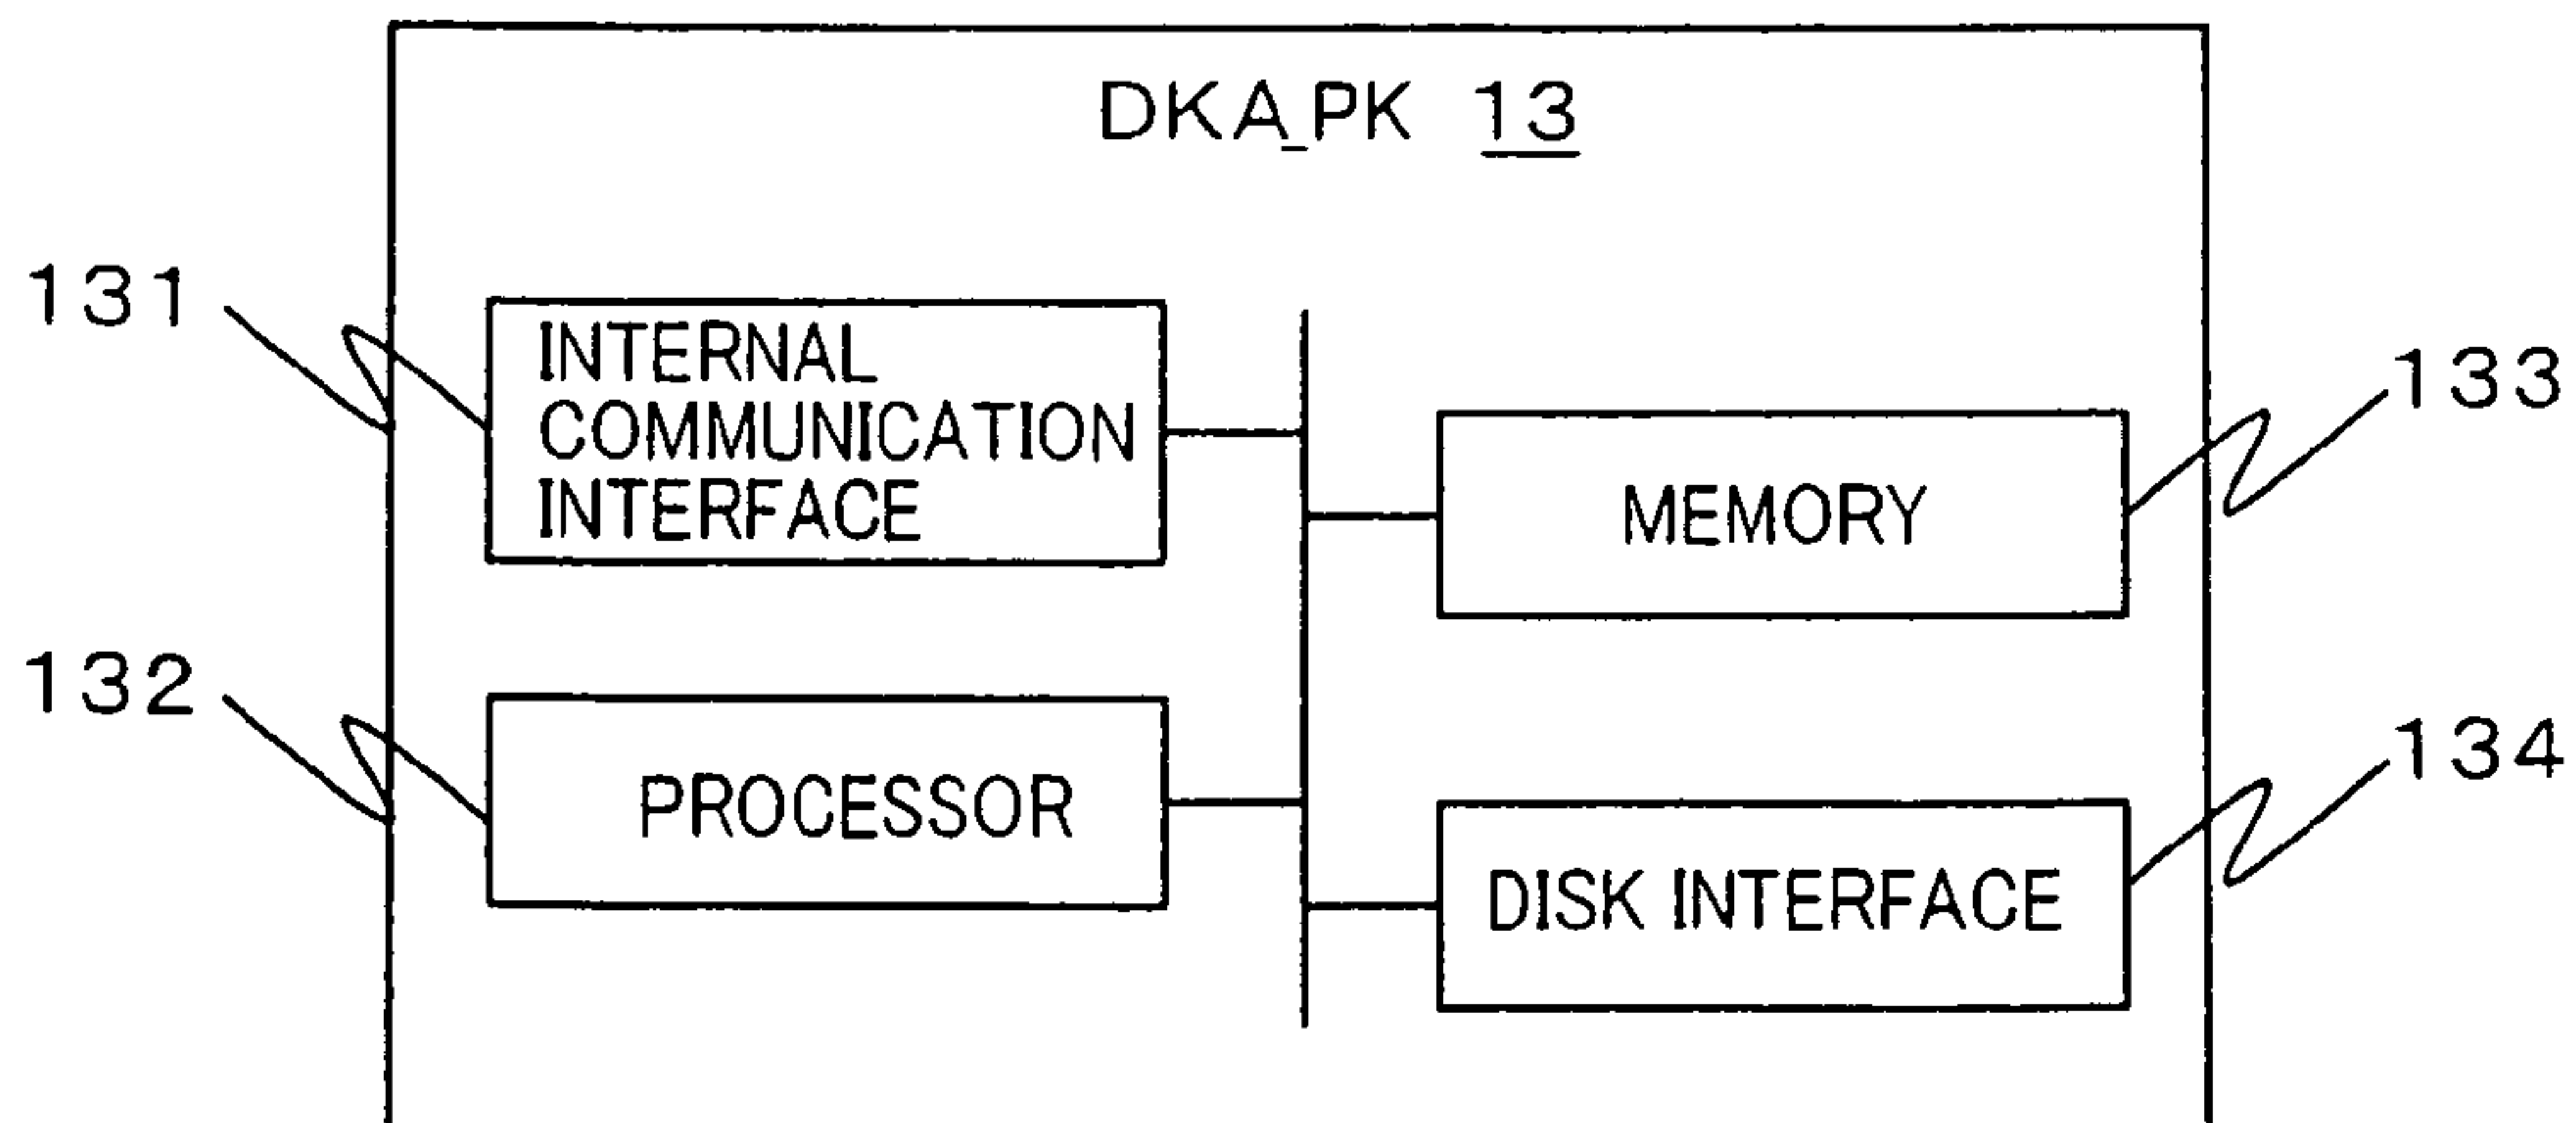 DKA_PK 13
131
INTERNAL
COMMUNICATION
INTERFACE
133
MEMORY
132
PROCESSOR
134
DISK INTERFACE